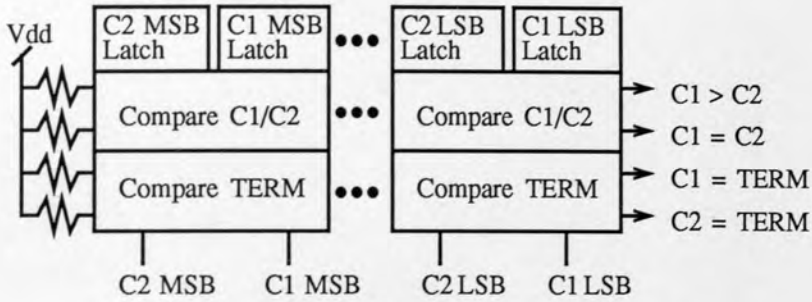 Vdd
C2 MSB Latch
C1 MSB Latch
C2 LSB Latch
C1 LSB Latch
Compare C1/C2
Compare C1/C2
C1 > C2
C1 = C2
Compare TERM
Compare TERM
C1 = TERM
C2 = TERM
C2 MSB
C1 MSB
C2 LSB
C1 LSB